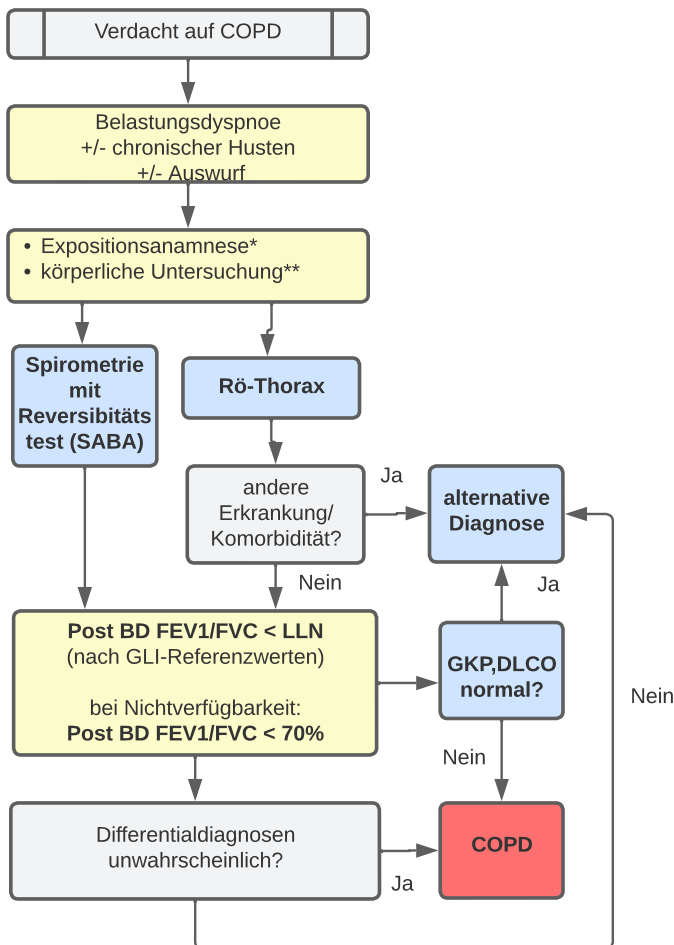 Verdacht auf COPD
Belastungsdyspnoe
+/- chronischer Husten
+/- Auswurf
• Expositionsanamnese*
• körperliche Untersuchung**
Spirometrie
mit
Reversibitäts
test (SABA)
Rö-Thorax
andere
Erkrankung/
Komorbidität?
Ja
alternative
Diagnose
Nein
Ja
Post BD FEV1/FVC < LLN
(nach GLI-Referenzwerten)
bei Nichtverfügbarkeit:
Post BD FEV1/FVC < 70%
GKP,DLCO
normal?
Nein
Nein
Differentialdiagnosen
unwahrscheinlich?
Ja
COPD